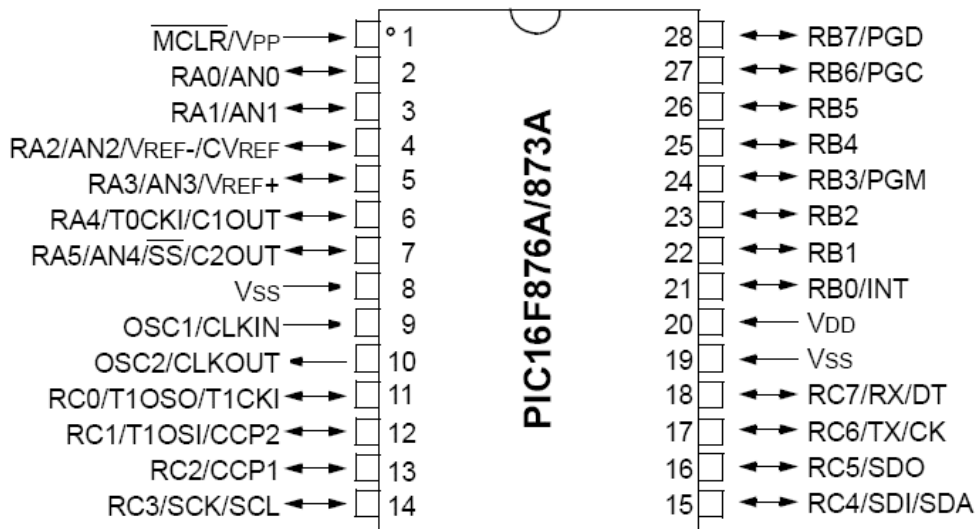 MCLR/VPP 1 28 RB7/PGD
RA0/AN0 2 27 RB6/PGC
RA1/AN1 3 26 RB5
RA2/AN2/VREF-/CVREF 4 25 RB4
RA3/AN3/VREF+ 5 24 RB3/PGM
RA4/T0CKI/C1OUT 6 23 RB2
RA5/AN4/SS/C2OUT 7 22 RB1
VSS 8 21 RB0/INT
OSC1/CLKIN 9 20 VDD
OSC2/CLKOUT 10 19 VSS
RC0/T1OSO/T1CKI 11 18 RC7/RX/DT
RC1/T1OSI/CCP2 12 17 RC6/TX/CK
RC2/CCP1 13 16 RC5/SDO
RC3/SCK/SCL 14 15 RC4/SDI/SDA
PIC16F876A/873A